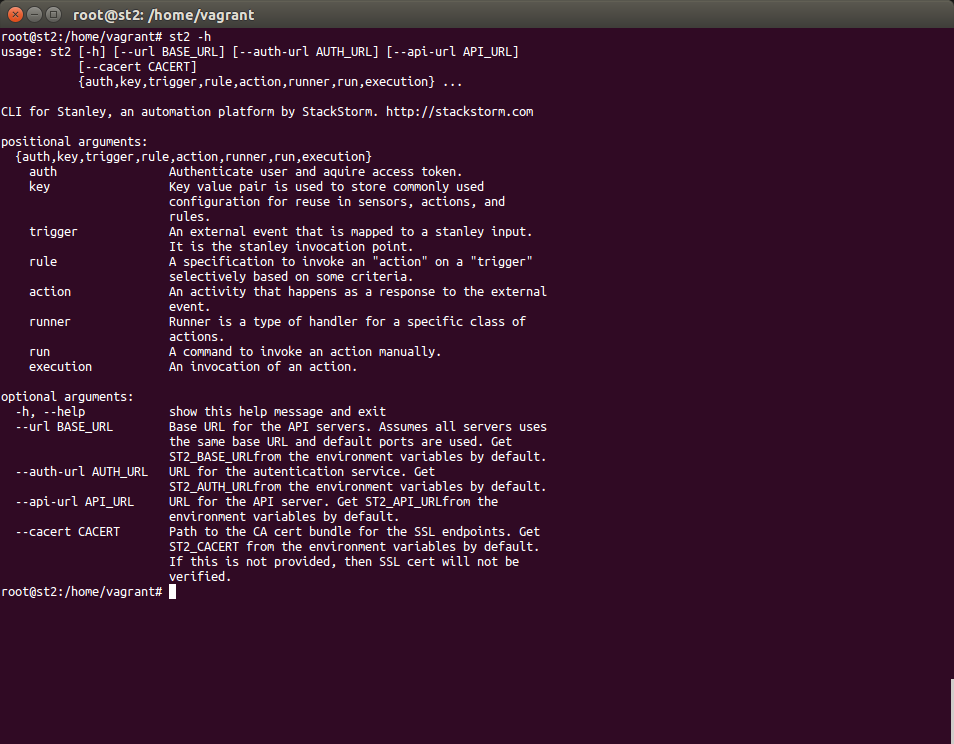 root@st2: /home/vagrant
root@st2:/home/vagrant# st2 -h
usage: st2 [-h] [--url BASE_URL] [--auth-url AUTH_URL] [--api-url API_URL]
           [--cacert CACERT]
           {auth,key,trigger,rule,action,runner,run,execution} ...

CLI for Stanley, an automation platform by StackStorm. http://stackstorm.com

positional arguments:
  {auth,key,trigger,rule,action,runner,run,execution}
    auth                Authenticate user and aquire access token.
    key                 Key value pair is used to store commonly used
                        configuration for reuse in sensors, actions, and
                        rules.
    trigger             An external event that is mapped to a stanley input.
                        It is the stanley invocation point.
    rule                A specification to invoke an "action" on a "trigger"
                        selectively based on some criteria.
    action              An activity that happens as a response to the external
                        event.
    runner              Runner is a type of handler for a specific class of
                        actions.
    run                 A command to invoke an action manually.
    execution           An invocation of an action.

optional arguments:
  -h, --help            show this help message and exit
  --url BASE_URL        Base URL for the API servers. Assumes all servers uses
                        the same base URL and default ports are used. Get
                        ST2_BASE_URLfrom the environment variables by default.
  --auth-url AUTH_URL   URL for the autentication service. Get
                        ST2_AUTH_URLfrom the environment variables by default.
  --api-url API_URL     URL for the API server. Get ST2_API_URLfrom the
                        environment variables by default.
  --cacert CACERT       Path to the CA cert bundle for the SSL endpoints. Get
                        ST2_CACERT from the environment variables by default.
                        If this is not provided, then SSL cert will not be
                        verified.
root@st2:/home/vagrant#